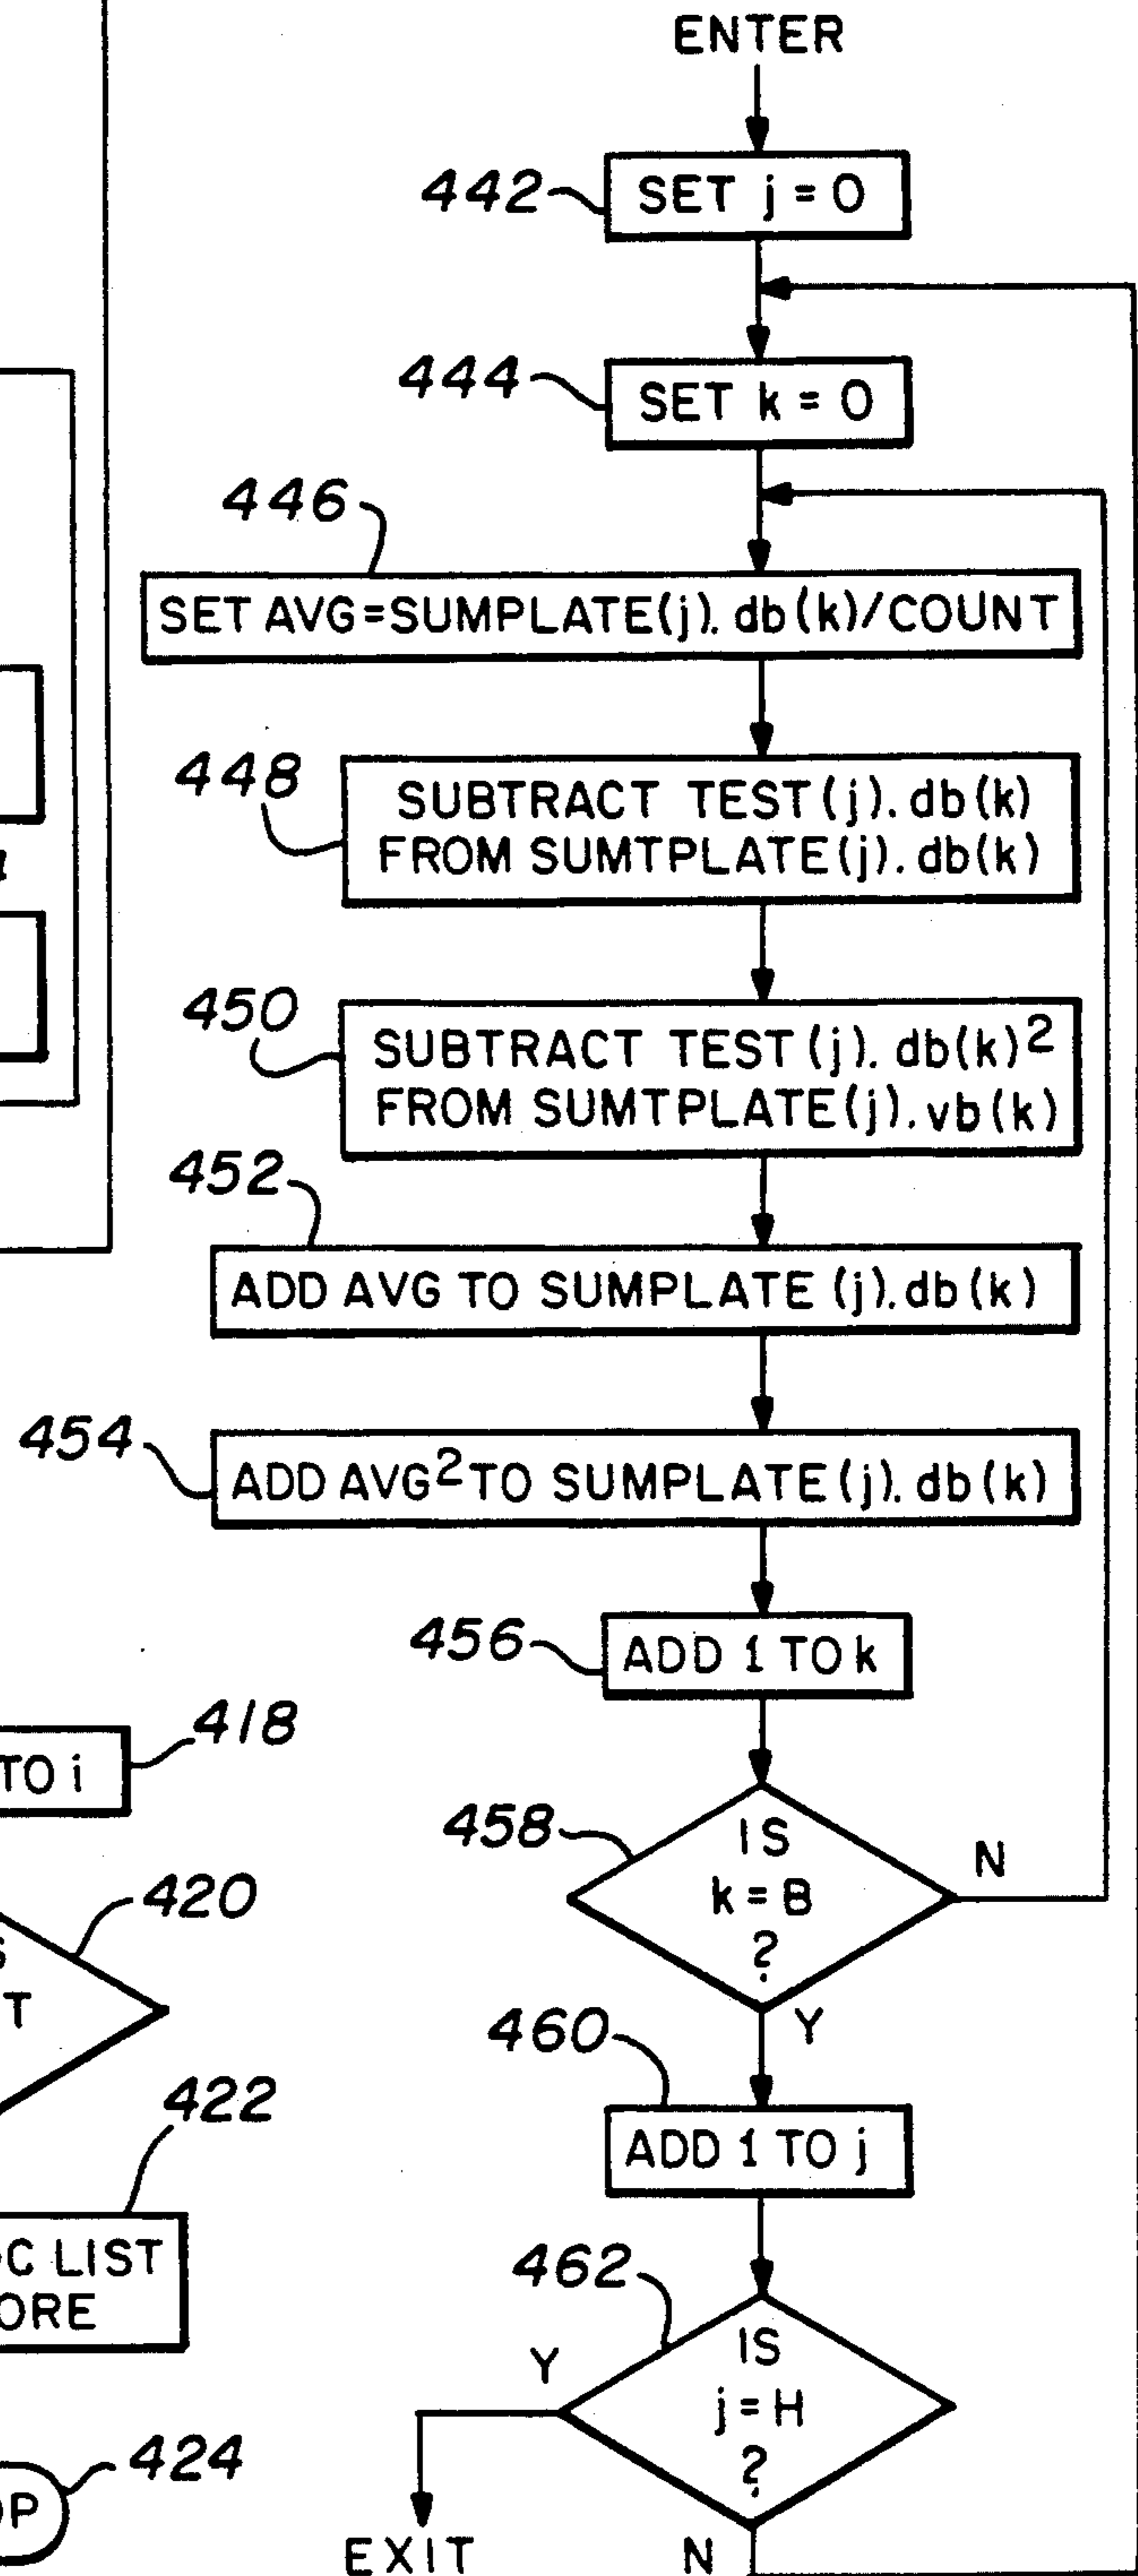 ENTER
442
SET j = 0
444
SET k = 0
446
SET AVG=SUMPLATE(j). db(k)/COUNT
448
SUBTRACT TEST(j). db(k)
FROM SUMTPLATE(j). db(k)
450
SUBTRACT TEST(j). db(k)²
FROM SUMTPLATE(j). vb(k)
452
ADD AVG TO SUMPLATE (j). db(k)
454
ADD AVG² TO SUMPLATE(j). db(k)
456
ADD 1 TO k
458
IS
k = B
?
N
Y
460
ADD 1 TO j
462
IS
j = H
?
Y
N
EXIT
TO i
418
420
T
422
C LIST
ORE
424
OP